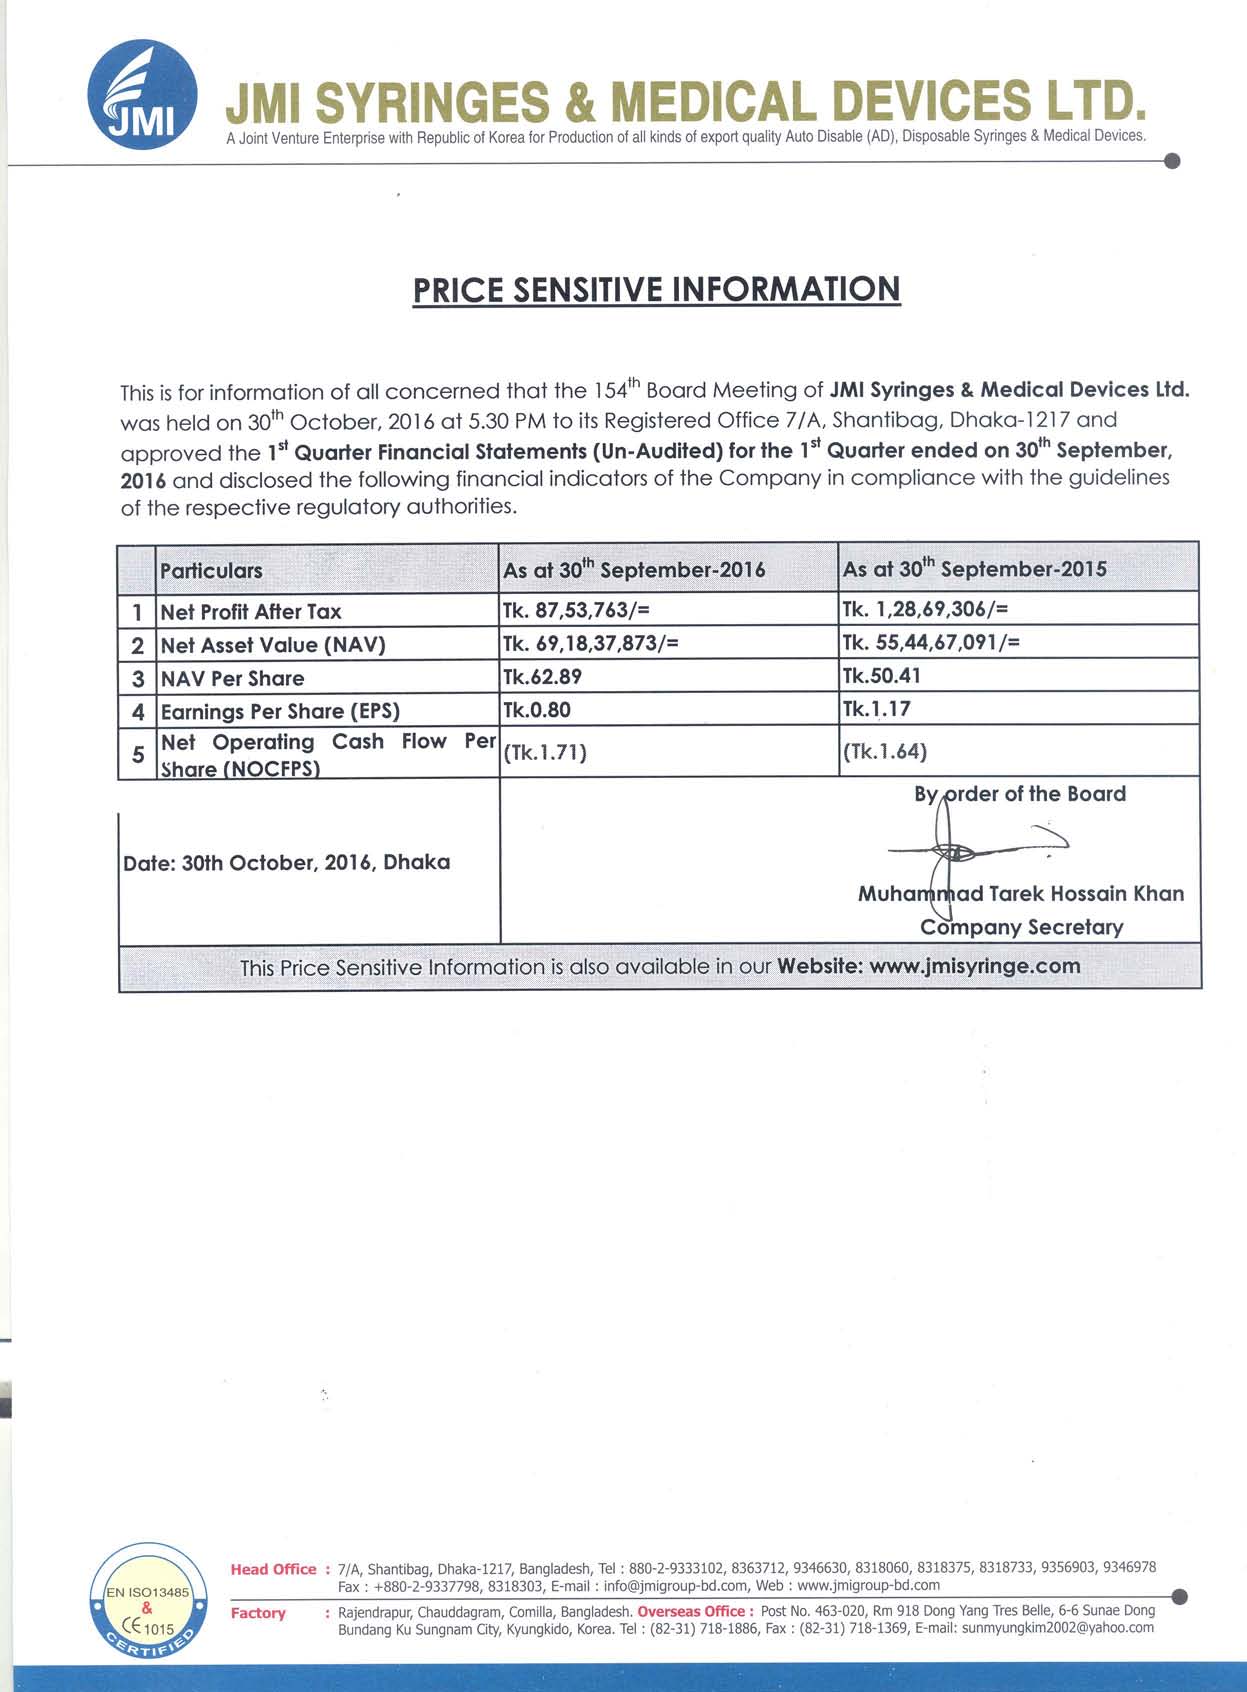 JMI
JMI SYRINGES & MEDICAL DEVICES LTD.
A Joint Venture Enterprise with Republic of Korea for Production of all kinds of export quality Auto Disable (AD), Disposable Syringes & Medical Devices.
PRICE SENSITIVE INFORMATION
This is for information of all concerned that the 154th Board Meeting of JMI Syringes & Medical Devices Ltd.
was held on 30th October, 2016 at 5.30 PM to its Registered Office 7/A, Shantibag, Dhaka-1217 and
approved the 1st Quarter Financial Statements (Un-Audited) for the 1st Quarter ended on 30th September,
2016 and disclosed the following financial indicators of the Company in compliance with the guidelines
of the respective regulatory authorities.
Particulars As at 30th September-2016 As at 30th September-2015
1 Net Profit After Tax Tk. 87,53,763/= Tk. 1,28,69,306/=
2 Net Asset Value (NAV) Tk. 69,18,37,873/= Tk. 55,44,67,091/=
3 NAV Per Share Tk.62.89 Tk.50.41
4 Earnings Per Share (EPS) Tk.0.80 Tk.1.17
5 Net Operating Cash Flow Per
Share (NOCFPS) (Tk.1.71) (Tk.1.64)
By order of the Board
Date: 30th October, 2016, Dhaka
Muhammad Tarek Hossain Khan
Company Secretary
This Price Sensitive Information is also available in our Website: www.jmisyringe.com
EN ISO13485
&
CE 1015
CERTIFIED
Head Office : 7/A, Shantibag, Dhaka-1217, Bangladesh, Tel : 880-2-9333102, 8363712, 9346630, 8318060, 8318375, 8318733, 9356903, 9346978
Fax : +880-2-9337798, 8318303, E-mail : info@jmigroup-bd.com, Web : www.jmigroup-bd.com
Factory : Rajendrapur, Chauddagram, Comilla, Bangladesh. Overseas Office : Post No. 463-020, Rm 918 Dong Yang Tres Belle, 6-6 Sunae Dong
Bundang Ku Sungnam City, Kyungkido, Korea. Tel : (82-31) 718-1886, Fax : (82-31) 718-1369, E-mail: sunmyungkim2002@yahoo.com